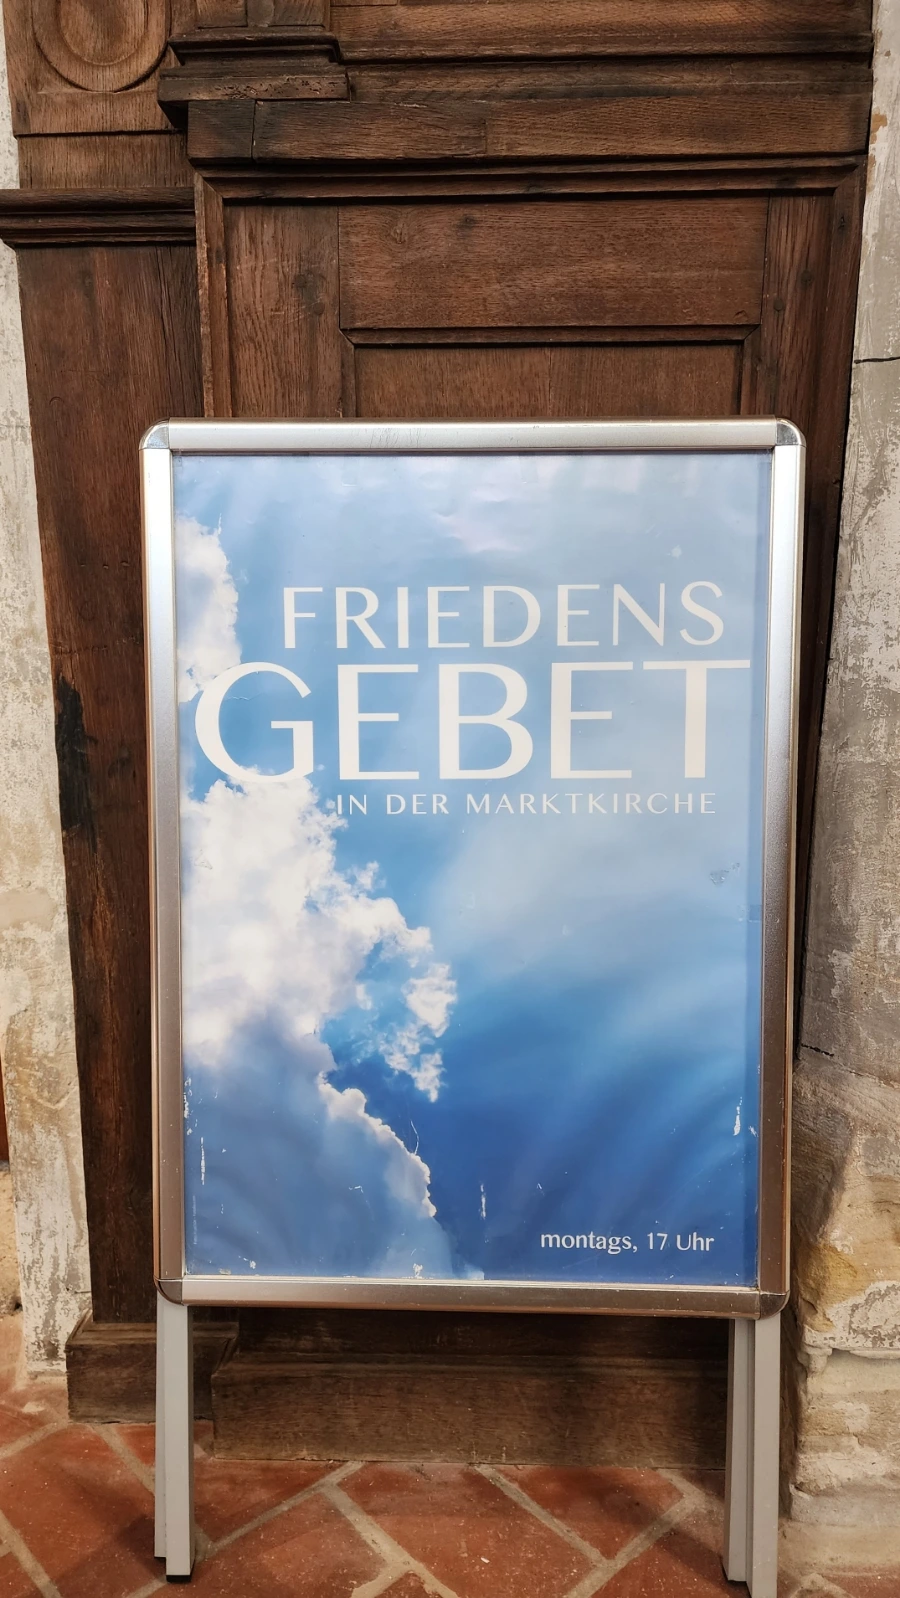 FRIEDENS
GEBET
IN DER MARKTKIRCHE
montags, 17 Uhr